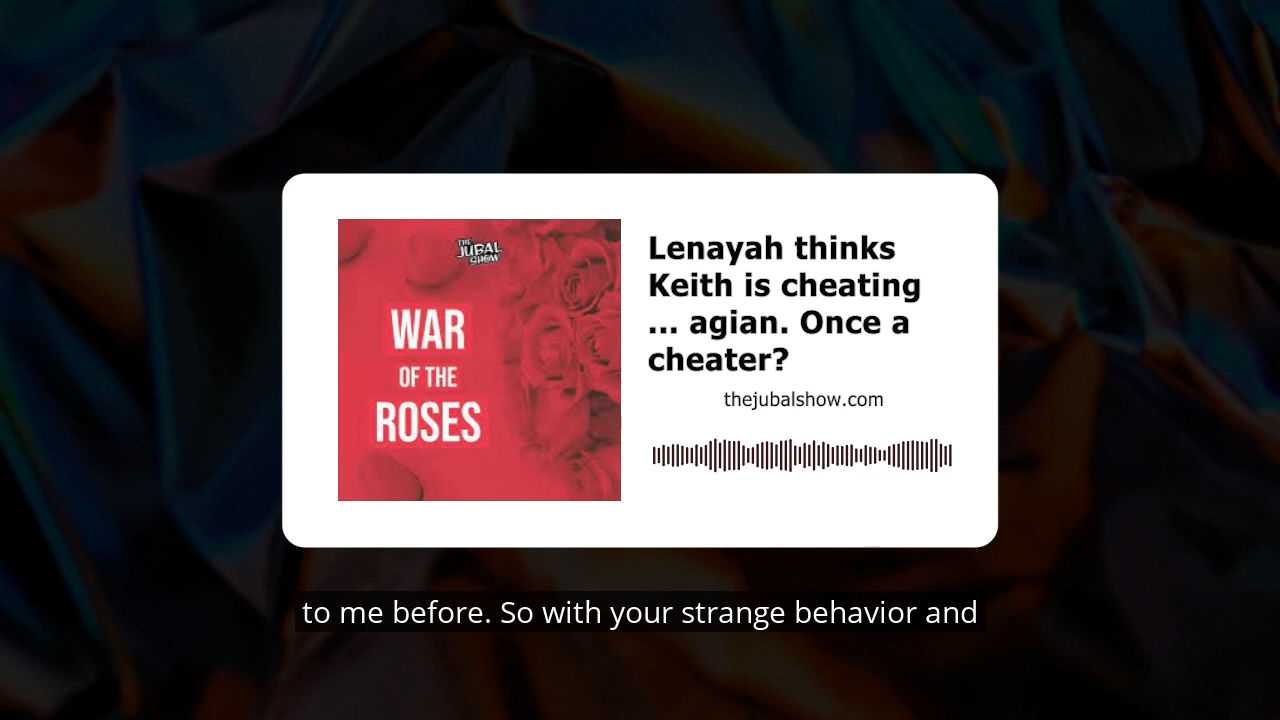 THE
JUBAL
SHOW
WAR
OF THE
ROSES
Lenayah thinks
Keith is cheating
... agian. Once a
cheater?
thejubalshow.com
to me before. So with your strange behavior and